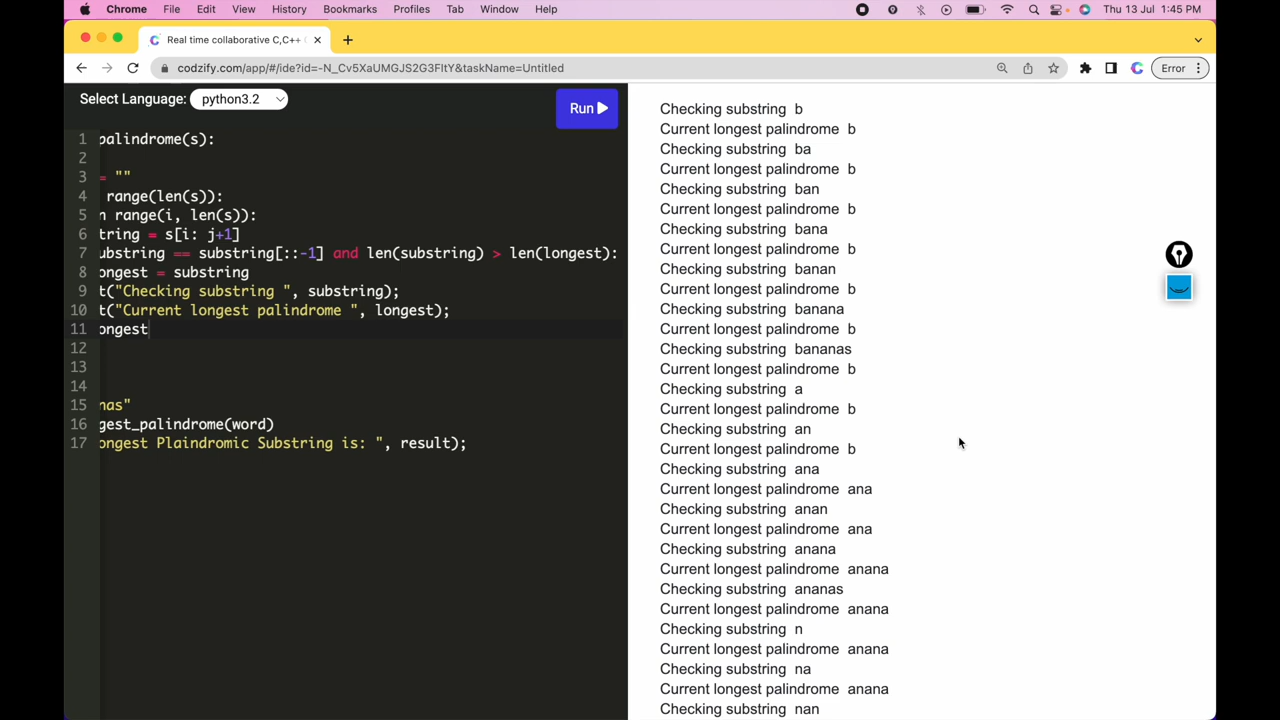 Chrome File Edit View History Bookmarks Profiles Tab Window Help Thu 13 Jul 1:45 PM
Real time collaborative C,C++
codzify.com/app/#/ide?id=-N_Cv5XaUMGJS2G3FItY&taskName=Untitled Error
Select Language: python3.2 Run
1 palindrome(s):
2
3 = ""
4 range(len(s)):
5 n range(i, len(s)):
6 tring = s[i: j+1]
7 ubstring == substring[::-1] and len(substring) > len(longest):
8 ongest = substring
9 t("Checking substring ", substring);
10 t("Current longest palindrome ", longest);
11 ongest
12
13
14
15 nas"
16 gest_palindrome(word)
17 ongest Plaindromic Substring is: ", result);
Checking substring b
Current longest palindrome b
Checking substring ba
Current longest palindrome b
Checking substring ban
Current longest palindrome b
Checking substring bana
Current longest palindrome b
Checking substring banan
Current longest palindrome b
Checking substring banana
Current longest palindrome b
Checking substring bananas
Current longest palindrome b
Checking substring a
Current longest palindrome b
Checking substring an
Current longest palindrome b
Checking substring ana
Current longest palindrome ana
Checking substring anan
Current longest palindrome ana
Checking substring anana
Current longest palindrome anana
Checking substring ananas
Current longest palindrome anana
Checking substring n
Current longest palindrome anana
Checking substring na
Current longest palindrome anana
Checking substring nan